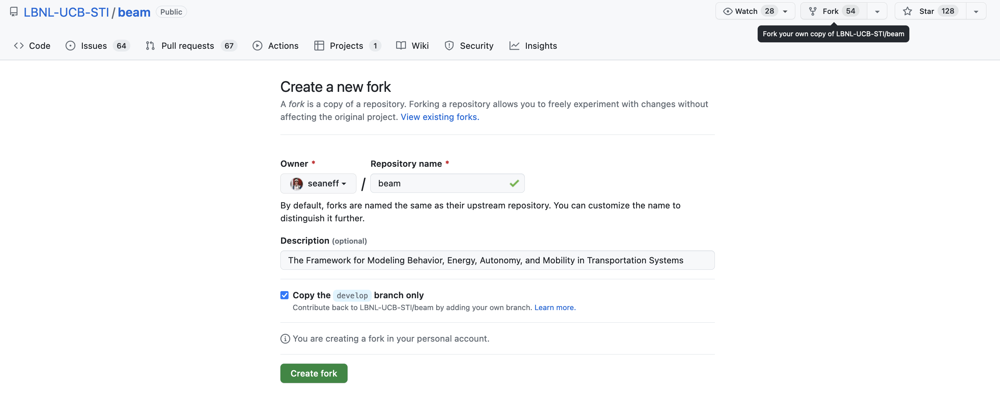 LBNL-UCB-STI / beam Public
Watch 28 Fork 54 Star 128
Fork your own copy of LBNL-UCB-STI/beam
Code Issues 64 Pull requests 67 Actions Projects 1 Wiki Security Insights
Create a new fork
A fork is a copy of a repository. Forking a repository allows you to freely experiment with changes without
affecting the original project. View existing forks.
Owner * Repository name *
seaneff / beam
By default, forks are named the same as their upstream repository. You can customize the name to
distinguish it further.
Description (optional)
The Framework for Modeling Behavior, Energy, Autonomy, and Mobility in Transportation Systems
Copy the develop branch only
Contribute back to LBNL-UCB-STI/beam by adding your own branch. Learn more.
You are creating a fork in your personal account.
Create fork